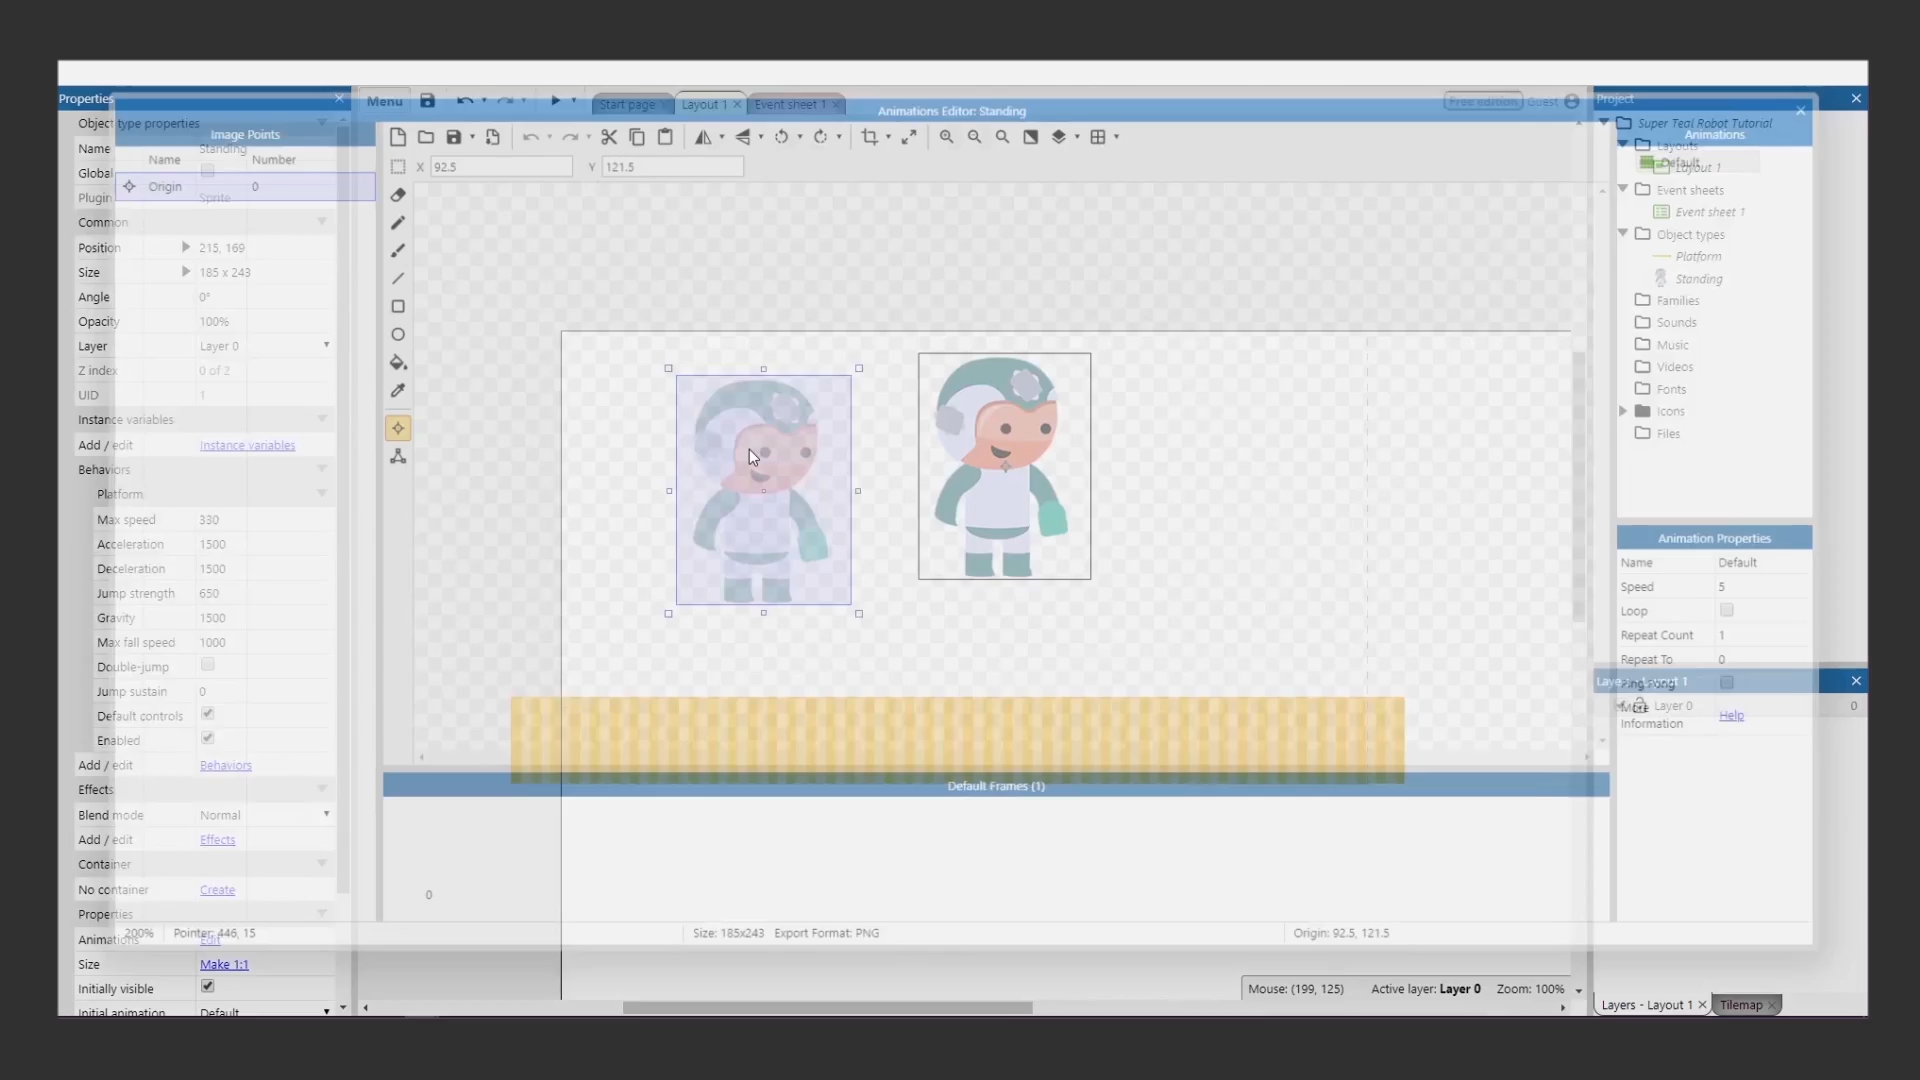 Properties
Menu
Start page
Layout 1
Event sheet 1
Free edition
Guest
Project
Animations Editor: Standing
Object type properties
Image Points
Name Standing
Name Number
Global
Origin 0
Plugin Sprite
Common
Position 215, 169
Size 185 x 243
Angle 0°
Opacity 100%
Layer Layer 0
Z index 0 of 2
UID 1
Instance variables
Add / edit Instance variables
Behaviors
Platform
Max speed 330
Acceleration 1500
Deceleration 1500
Jump strength 650
Gravity 1500
Max fall speed 1000
Double-jump
Jump sustain 0
Default controls
Enabled
Add / edit Behaviors
Effects
Blend mode Normal
Add / edit Effects
Container
No container Create
Properties
Animations Edit
Size Make 1:1
Initially visible
Initial animation Default
X 92.5
Y 121.5
Default Frames (1)
0
200% Pointer: 446, 15
Size: 185x243 Export Format: PNG
Origin: 92.5, 121.5
Mouse: (199, 125) Active layer: Layer 0 Zoom: 100%
Super Teal Robot Tutorial
Animations
Layouts
Default
Layout 1
Event sheets
Event sheet 1
Object types
Platform
Standing
Families
Sounds
Music
Videos
Fonts
Icons
Files
Animation Properties
Name Default
Speed 5
Loop
Repeat Count 1
Repeat To 0
Ping Pong
Layers - Layout 1
Layer 0 0
More Information Help
Layers - Layout 1
Tilemap